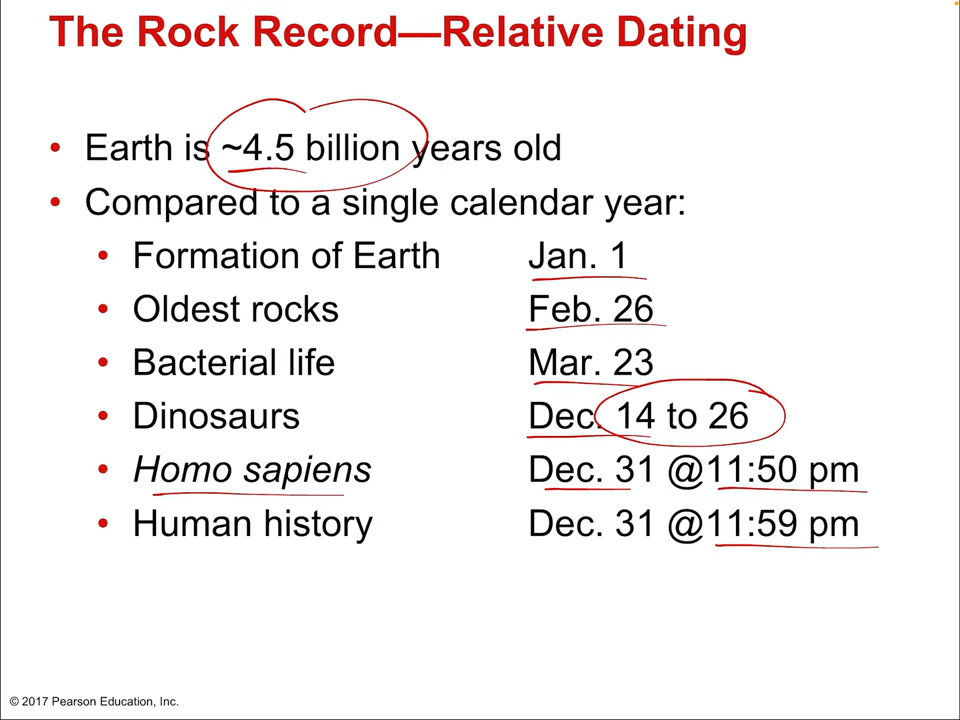 The Rock Record—Relative Dating
• Earth is ~4.5 billion years old
• Compared to a single calendar year:
• Formation of Earth Jan. 1
• Oldest rocks Feb. 26
• Bacterial life Mar. 23
• Dinosaurs Dec. 14 to 26
• Homo sapiens Dec. 31 @11:50 pm
• Human history Dec. 31 @11:59 pm
© 2017 Pearson Education, Inc.